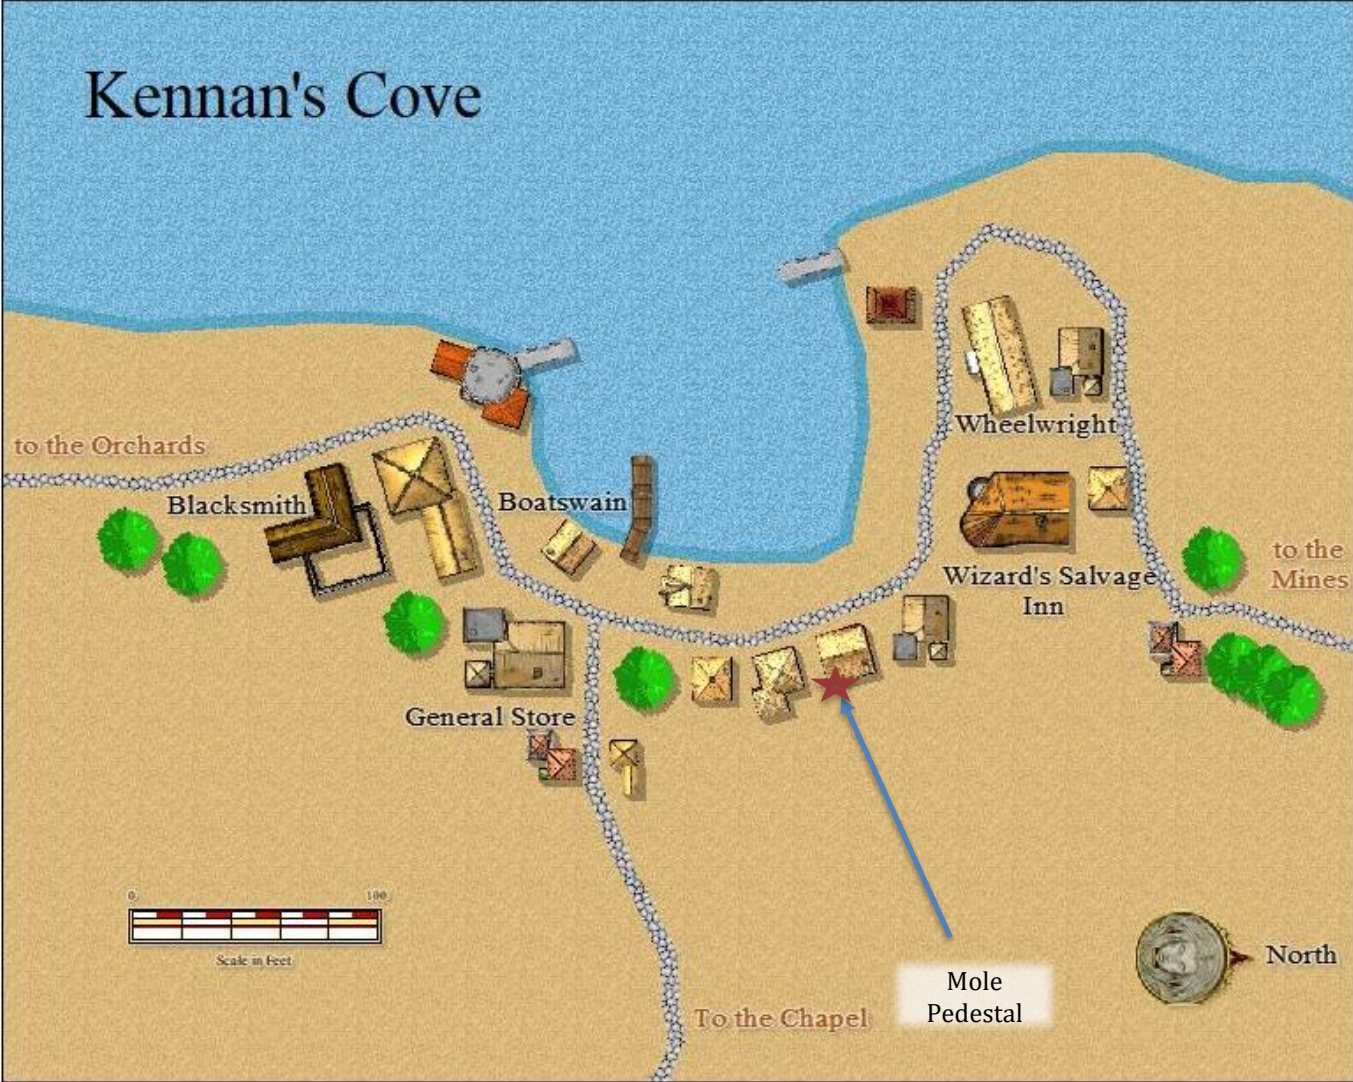 Kennan's Cove
to the Orchards
Blacksmith
Boatswain
Wheelwright
Wizard's Salvage
Inn
to the
Mines
General Store
0
100
Scale in Feet
North
Mole
Pedestal
To the Chapel